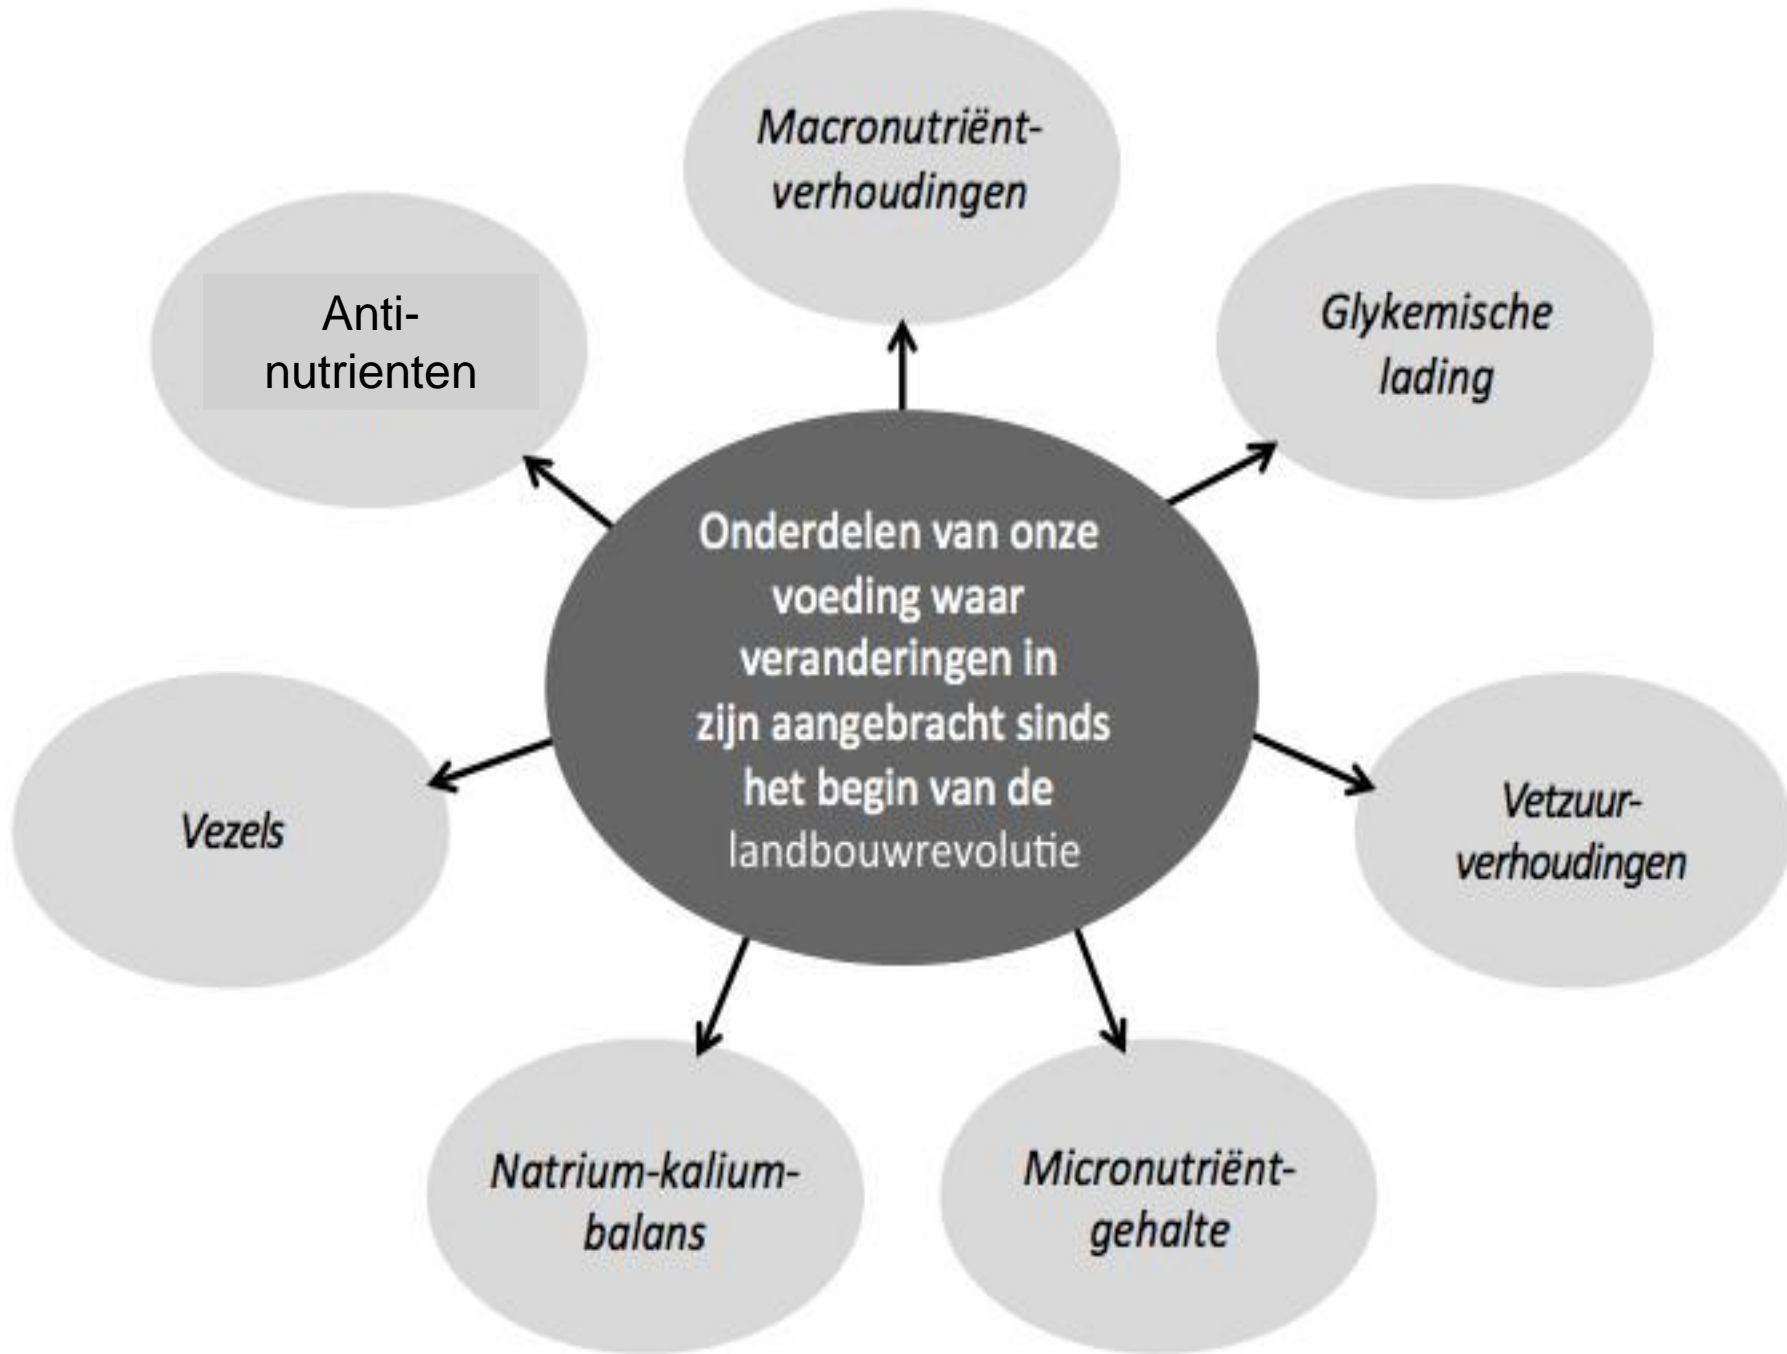 Macronutriënt-
verhoudingen
Anti-
nutrienten
Glykemische
lading
Onderdelen van onze
voeding waar
veranderingen in
zijn aangebracht sinds
het begin van de
landbouwrevolutie
Vezels
Vetzuur-
verhoudingen
Natrium-kalium-
balans
Micronutriënt-
gehalte